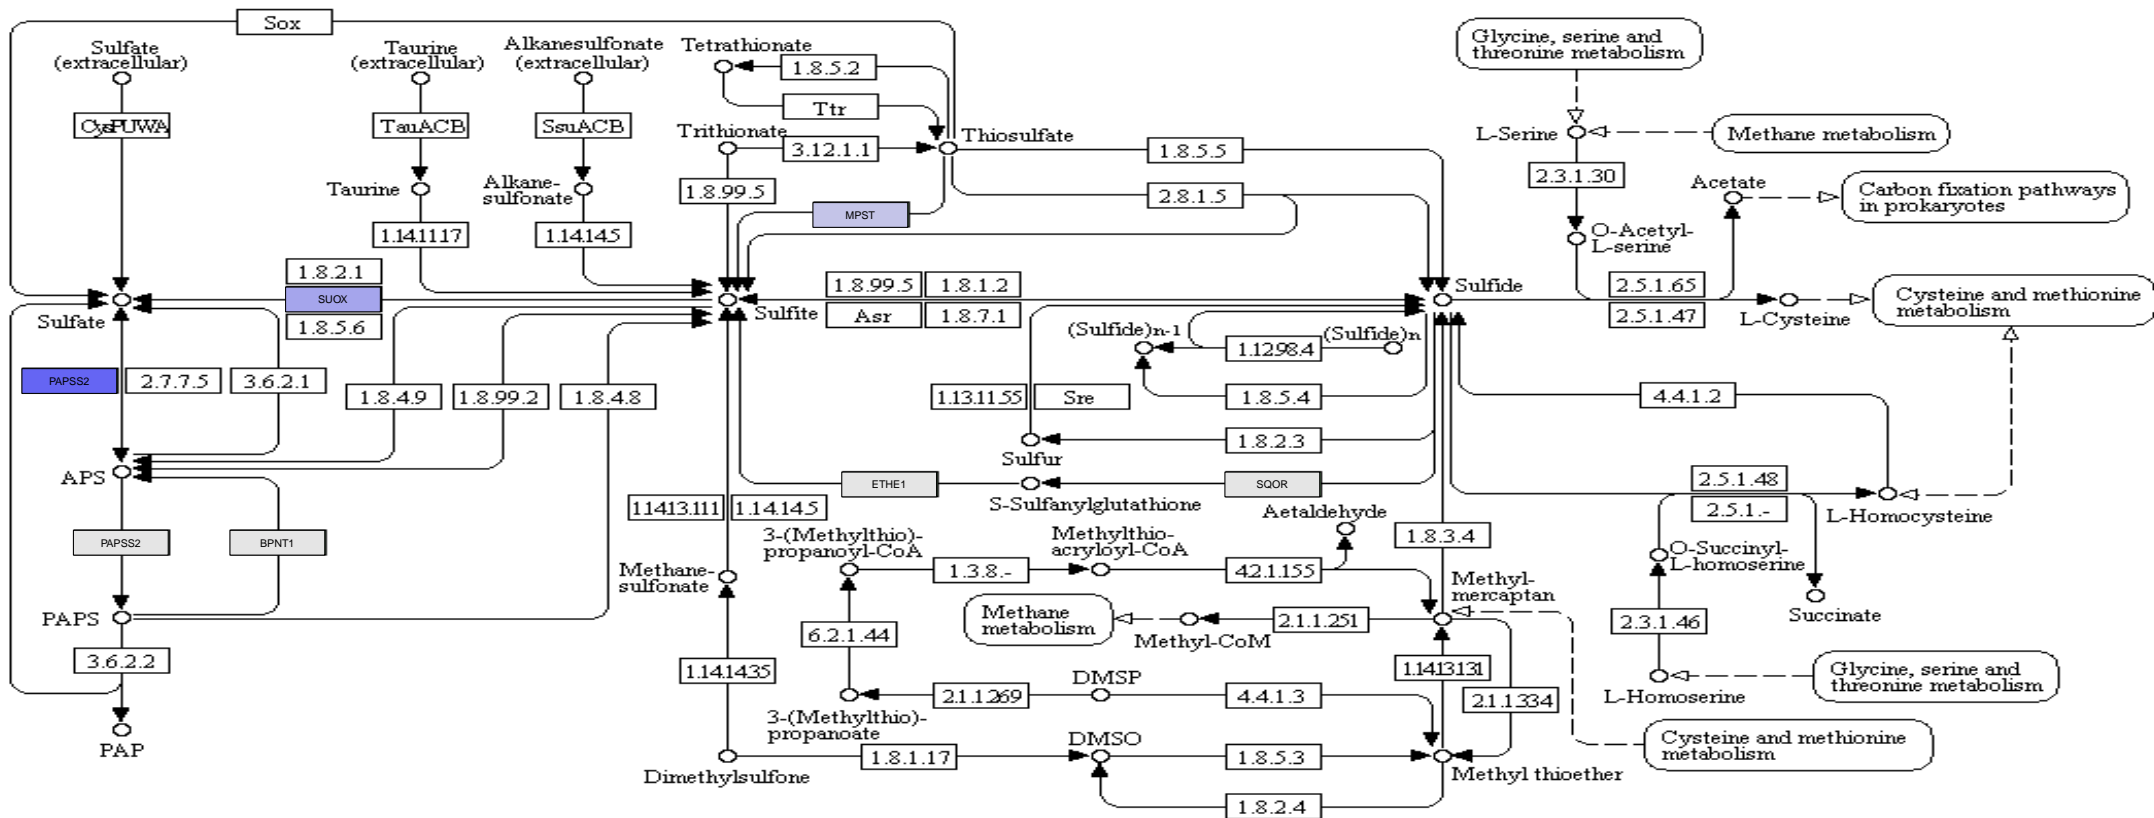 Sox
Sulfate
(extracellular)
Taurine
(extracellular)
Alkanesulfonate
(extracellular)
Tetrathionate
1.8.5.2
Ttr
CysPUWA
TauACB
SsuACB
Trithionate
3.12.1.1
Thiosulfate
1.8.5.5
Glycine, serine and
threonine metabolism
L-Serine
Methane metabolism
2.3.1.30
Taurine
Alkane-
sulfonate
1.8.99.5
MPST
2.8.1.5
Acetate
Carbon fixation pathways
in prokaryotes
1.14.11.17
1.14.14.5
O-Acetyl-
L-serine
1.8.2.1
SUOX
1.8.5.6
Sulfate
Sulfite
1.8.99.5
1.8.1.2
Asr
1.8.7.1
Sulfide
2.5.1.65
2.5.1.47
L-Cysteine
Cysteine and methionine
metabolism
(Sulfide)n-1
1.12.98.4
(Sulfide)n
PAPSS2
2.7.7.5
3.6.2.1
1.8.4.9
1.8.99.2
1.8.4.8
1.13.11.55
Sre
1.8.5.4
4.4.1.2
1.8.2.3
Sulfur
APS
ETHE1
SQOR
S-Sulfanylglutathione
2.5.1.48
2.5.1.-
L-Homocysteine
1.14.13.111
1.14.14.5
PAPSS2
BPNT1
3-(Methylthio)-
propanoyl-CoA
Methylthio-
acryloyl-CoA
Aetaldehyde
1.8.3.4
1.3.8.-
4.2.1.155
O-Succinyl-
L-homoserine
Methane-
sulfonate
Methyl-
mercaptan
Succinate
PAPS
Methane
metabolism
Methyl-CoM
2.1.1.251
2.3.1.46
6.2.1.44
3.6.2.2
1.14.14.35
1.14.13.131
2.1.1.334
L-Homoserine
Glycine, serine and
threonine metabolism
2.1.1.269
DMSP
4.4.1.3
3-(Methylthio)-
propanoate
PAP
DMSO
Cysteine and methionine
metabolism
Dimethylsulfone
1.8.1.17
1.8.5.3
Methyl thioether
1.8.2.4